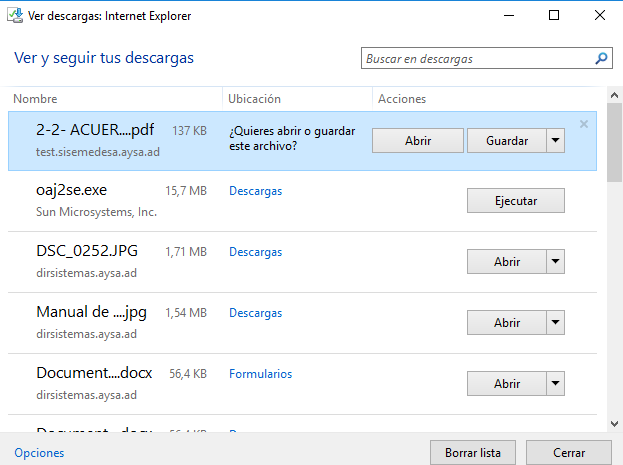 Ver descargas: Internet Explorer
Ver y seguir tus descargas
Buscar en descargas
Nombre Ubicación Acciones
2-2- ACUER....pdf 137 KB ¿Quieres abrir o guardar este archivo? Abrir Guardar
test.sisemedesa.aysa.ad
oaj2se.exe 15,7 MB Descargas Ejecutar
Sun Microsystems, Inc.
DSC_0252.JPG 1,71 MB Descargas Abrir
dirsistemas.aysa.ad
Manual de ....jpg 1,54 MB Descargas Abrir
dirsistemas.aysa.ad
Document....docx 56,4 KB Formularios Abrir
dirsistemas.aysa.ad
Opciones Borrar lista Cerrar